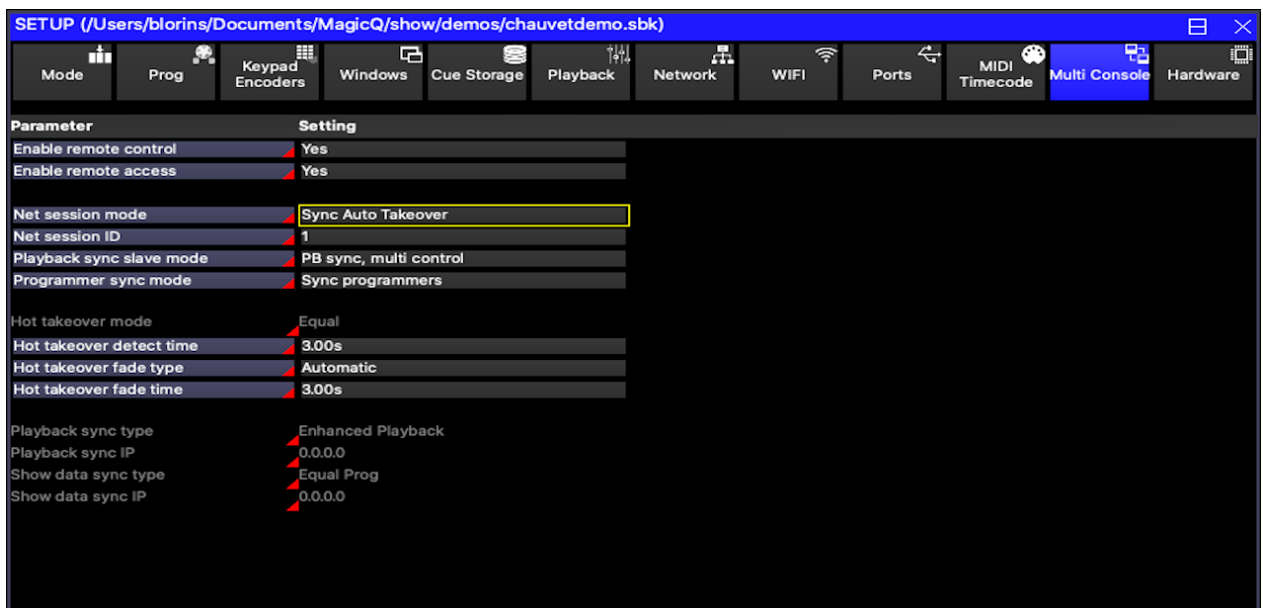 SETUP (/Users/blorins/Documents/MagicQ/show/demos/chauvetdemo.sbk)
Mode Prog Keypad Encoders Windows Cue Storage Playback Network WIFI Ports MIDI Timecode Multi Console Hardware
Parameter Setting
Enable remote control Yes
Enable remote access Yes
Net session mode Sync Auto Takeover
Net session ID 1
Playback sync slave mode PB sync, multi control
Programmer sync mode Sync programmers
Hot takeover mode Equal
Hot takeover detect time 3.00s
Hot takeover fade type Automatic
Hot takeover fade time 3.00s
Playback sync type Enhanced Playback
Playback sync IP 0.0.0.0
Show data sync type Equal Prog
Show data sync IP 0.0.0.0